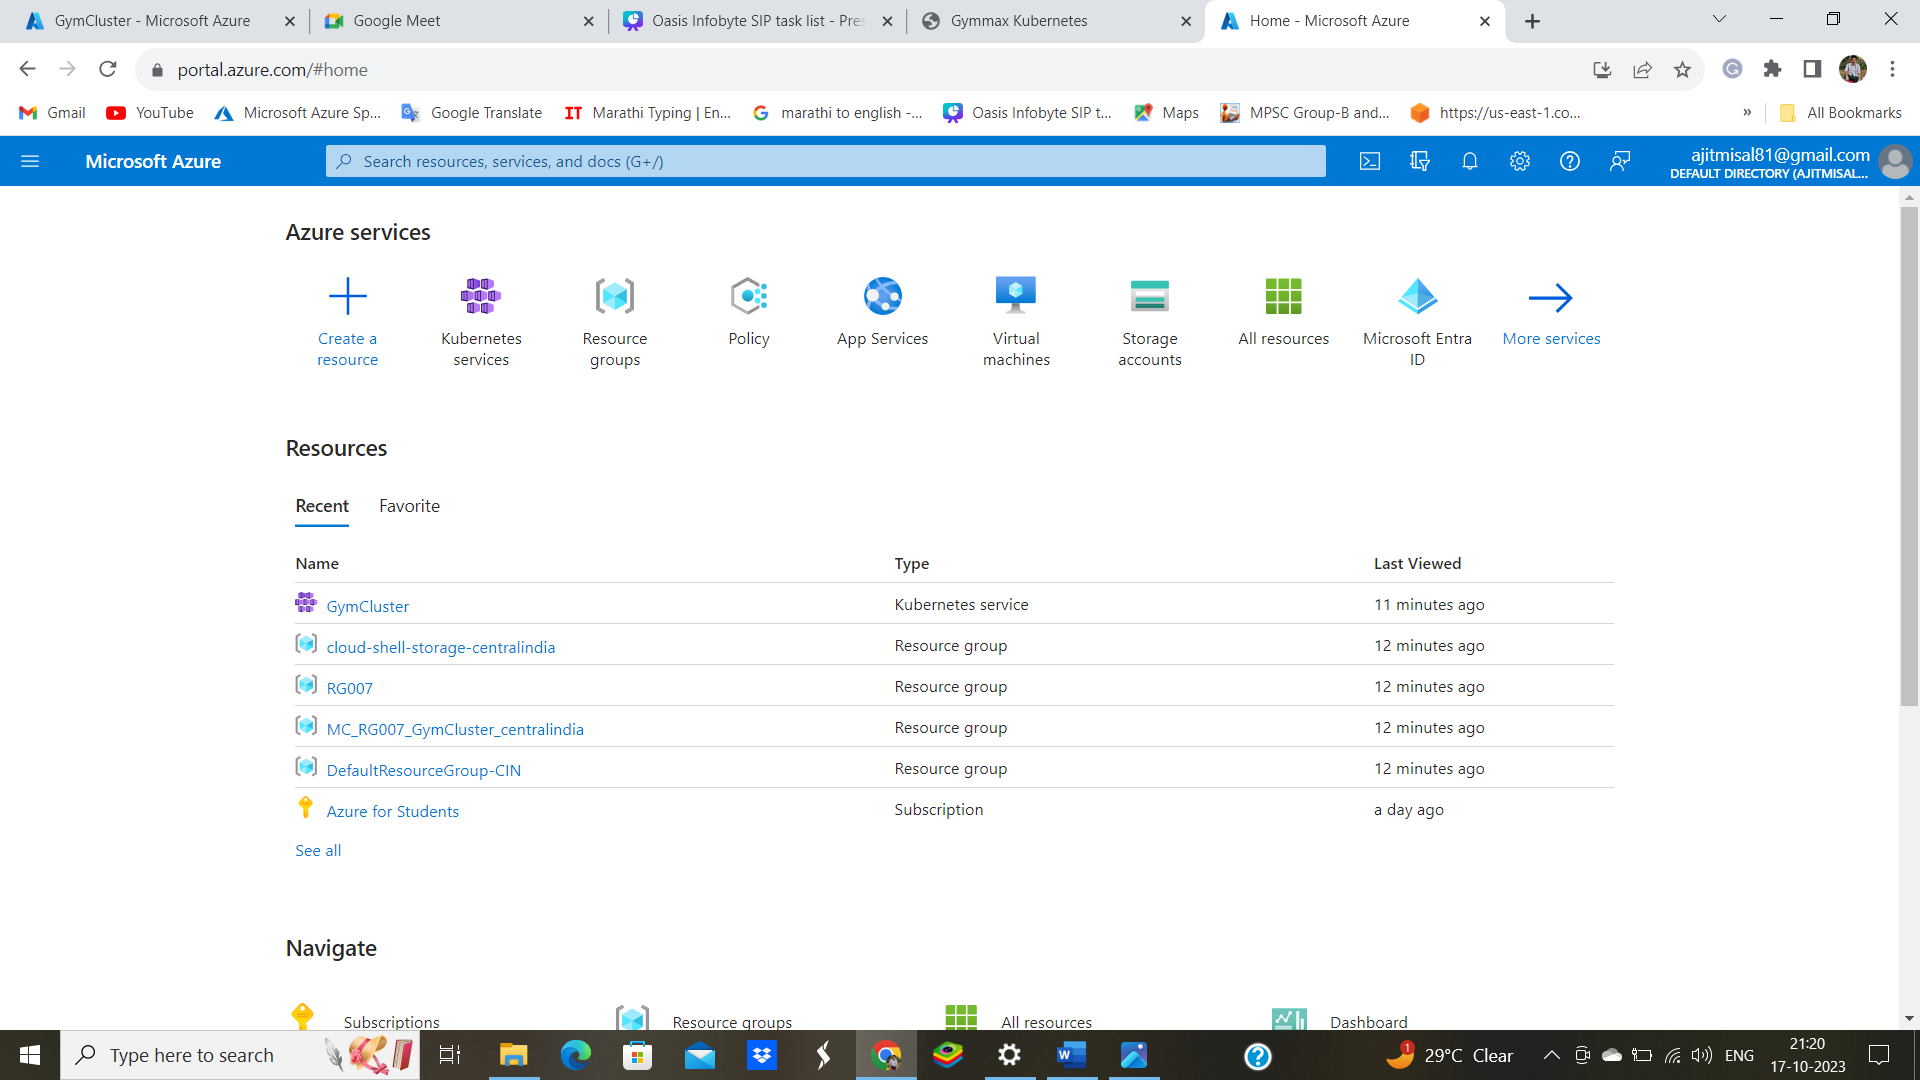 GymCluster - Microsoft Azure
Google Meet
Oasis Infobyte SIP task list - Pres
Gymmax Kubernetes
Home - Microsoft Azure
portal.azure.com/#home
Gmail
YouTube
Microsoft Azure Sp...
Google Translate
IT Marathi Typing | En...
marathi to english -...
Oasis Infobyte SIP t...
Maps
MPSC Group-B and...
https://us-east-1.co...
»
All Bookmarks
Microsoft Azure
Search resources, services, and docs (G+/)
ajitmisal81@gmail.com
DEFAULT DIRECTORY (AJITMISAL...
Azure services
Create a
resource
Kubernetes
services
Resource
groups
Policy
App Services
Virtual
machines
Storage
accounts
All resources
Microsoft Entra
ID
More services
Resources
Recent Favorite
Name Type Last Viewed
GymCluster Kubernetes service 11 minutes ago
cloud-shell-storage-centralindia Resource group 12 minutes ago
RG007 Resource group 12 minutes ago
MC_RG007_GymCluster_centralindia Resource group 12 minutes ago
DefaultResourceGroup-CIN Resource group 12 minutes ago
Azure for Students Subscription a day ago
See all
Navigate
Subscriptions Resource groups All resources Dashboard
Type here to search
1
29°C Clear
ENG
21:20
17-10-2023